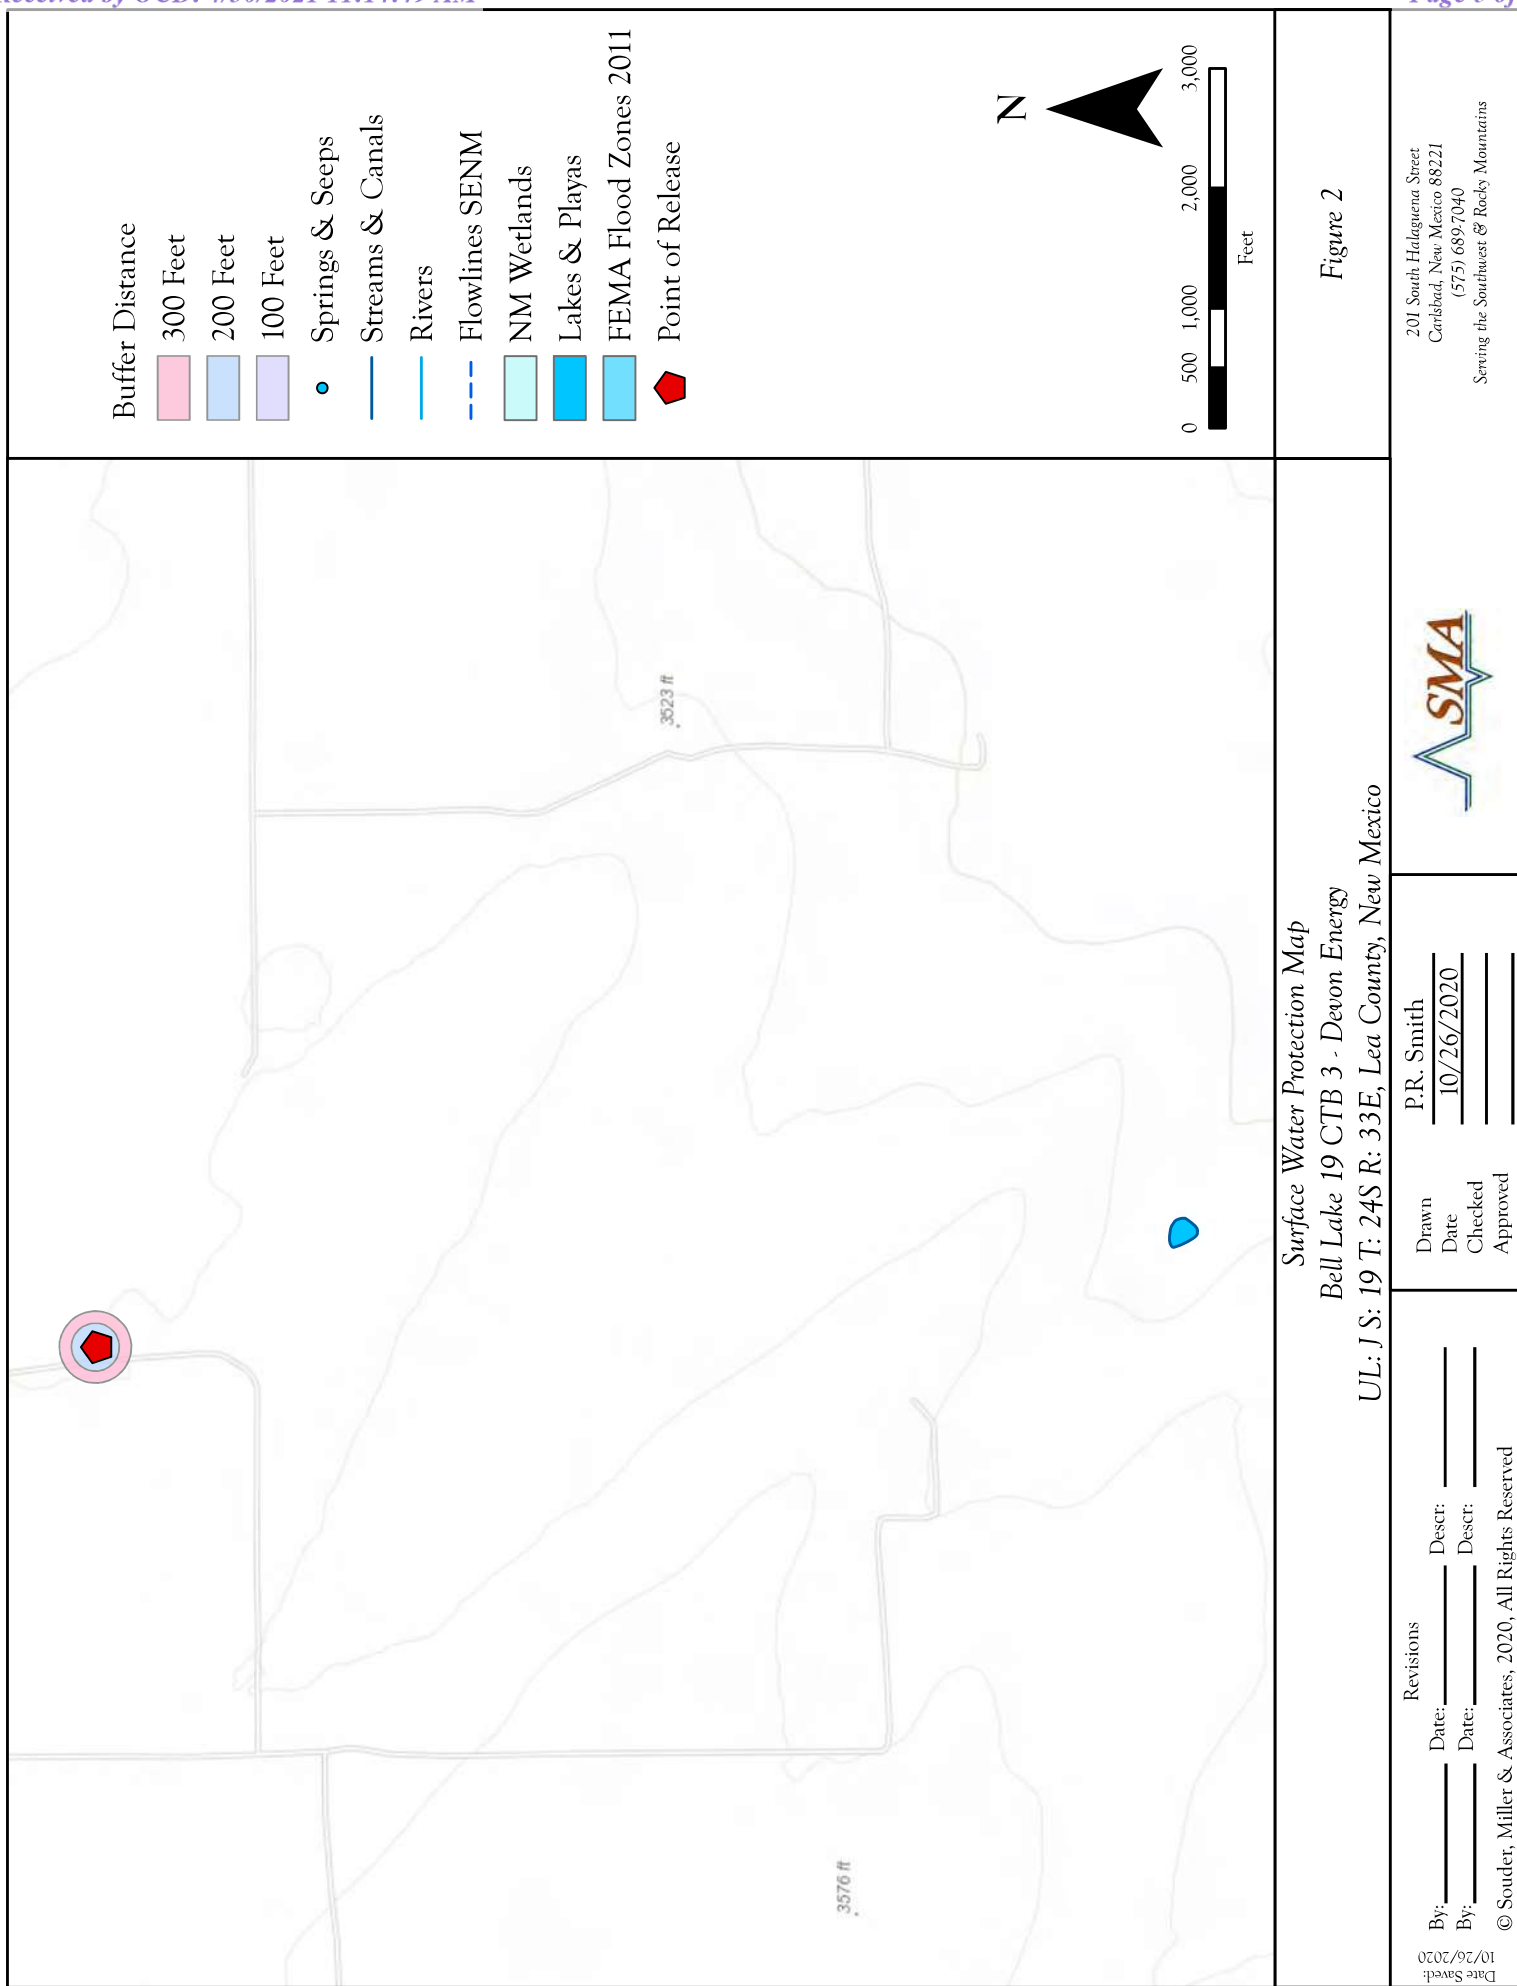 Buffer Distance
300 Feet
200 Feet
100 Feet
Springs & Seeps
Streams & Canals
Rivers
Flowlines SENM
NM Wetlands
Lakes & Playas
FEMA Flood Zones 2011
Point of Release
N
0 500 1,000 2,000 3,000
Feet
3523 ft
3576 ft
Surface Water Protection Map
Bell Lake 19 CTB 3 - Devon Energy
UL: J S: 19 T: 24S R: 33E, Lea County, New Mexico
Figure 2
Date Saved:
10/26/2020
Revisions
By: Date: Descr:
By: Date: Descr:
© Souder, Miller & Associates, 2020, All Rights Reserved
Drawn P.R. Smith
Date 10/26/2020
Checked
Approved
SMA
201 South Halaguena Street
Carlsbad, New Mexico 88221
(575) 689-7040
Serving the Southwest & Rocky Mountains